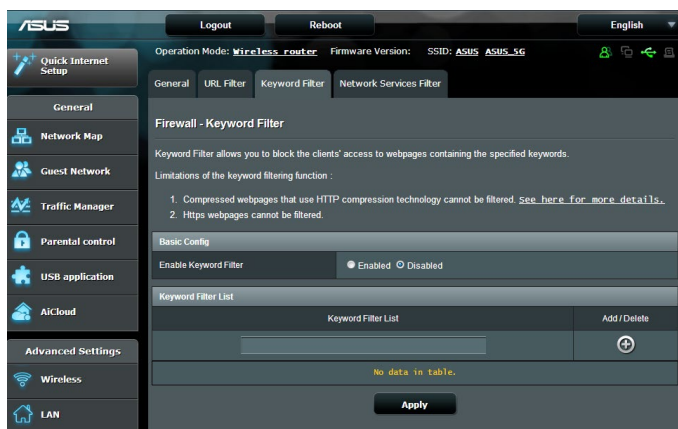 ASUS
Logout
Reboot
English
Quick Internet Setup
Operation Mode: Wireless router Firmware Version: SSID: ASUS ASUS_5G
General
URL Filter
Keyword Filter
Network Services Filter
General
Network Map
Guest Network
Traffic Manager
Parental control
USB application
AiCloud
Advanced Settings
Wireless
LAN
Firewall - Keyword Filter
Keyword Filter allows you to block the clients' access to webpages containing the specified keywords.
Limitations of the keyword filtering function :
1. Compressed webpages that use HTTP compression technology cannot be filtered. See here for more details.
2. Https webpages cannot be filtered.
Basic Config
Enable Keyword Filter
Enabled
Disabled
Keyword Filter List
Keyword Filter List
Add / Delete
No data in table.
Apply